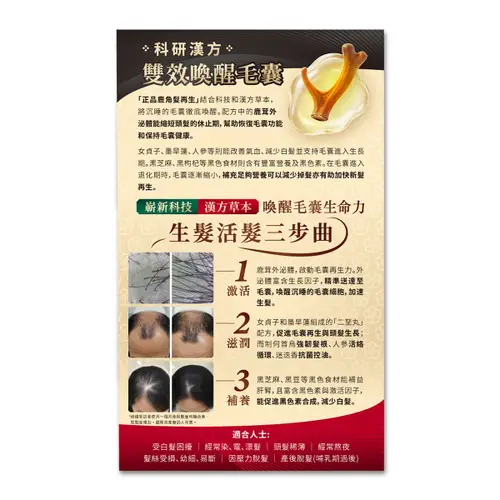 科研漢方
雙效喚醒毛囊
「正品鹿角髮再生」結合科技和漢方草本，
將沉睡的毛囊徹底喚醒。配方中的鹿茸外
泌體能縮短頭髮的休止期，幫助恢復毛囊功能
和保持毛囊健康。
女貞子、墨旱蓮、人參等則能改善氣血、減少白髮並支持毛囊進入生長
期。黑芝麻、黑枸杞等黑色食材則含有豐富營養及黑色素。在毛囊進入
退化期時，毛囊逐漸縮小，補充足夠營養可以減少掉髮亦有助加快新髮
再生。
嶄新科技 漢方草本 喚醒毛囊生命力
生髮活髮三步曲
1
激活
鹿茸外泌體，啟動毛囊再生力。外
泌體富含生長因子，精準送達至
毛囊，喚醒沉睡的毛囊細胞，加速
生髮。
2
滋潤
女貞子和墨旱蓮組成的「二至丸」
配方，促進毛囊再生與頭髮生長；
而制何首烏強韌髮根、人參活絡
循環、迷迭香抗菌控油。
3
補養
黑芝麻、黑豆等黑色食材能補益
肝腎，且富含黑色素與激活因子，
能促進黑色素合成，減少白髮。
適合人士：
受白髮困擾｜經常染、電、漂髮｜頭髮稀薄｜經常熬夜
髮絲受損、幼細、易斷｜因壓力脫髮｜產後脫髮(哺乳期過後)